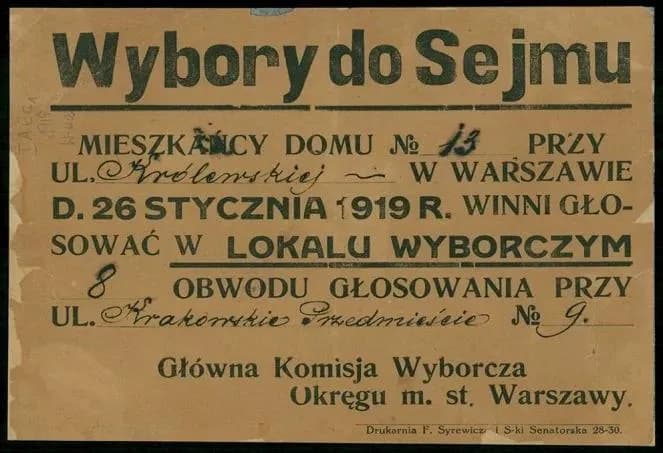 Wybory do Sejmu
MIESZKAŃCY DOMU № 13 PRZY
UL. Królewskiej — W WARSZAWIE
D. 26 STYCZNIA 1919 R. WINNI GŁO-
SOWAĆ W LOKALU WYBORCZYM
8 OBWODU GŁOSOWANIA PRZY
UL. Krakowskie Przedmieście № 9.
Główna Komisja Wyborcza
Okręgu m. st. Warszawy.
Drukarnia F. Syrewicz i S-ki Senatorska 28-30.